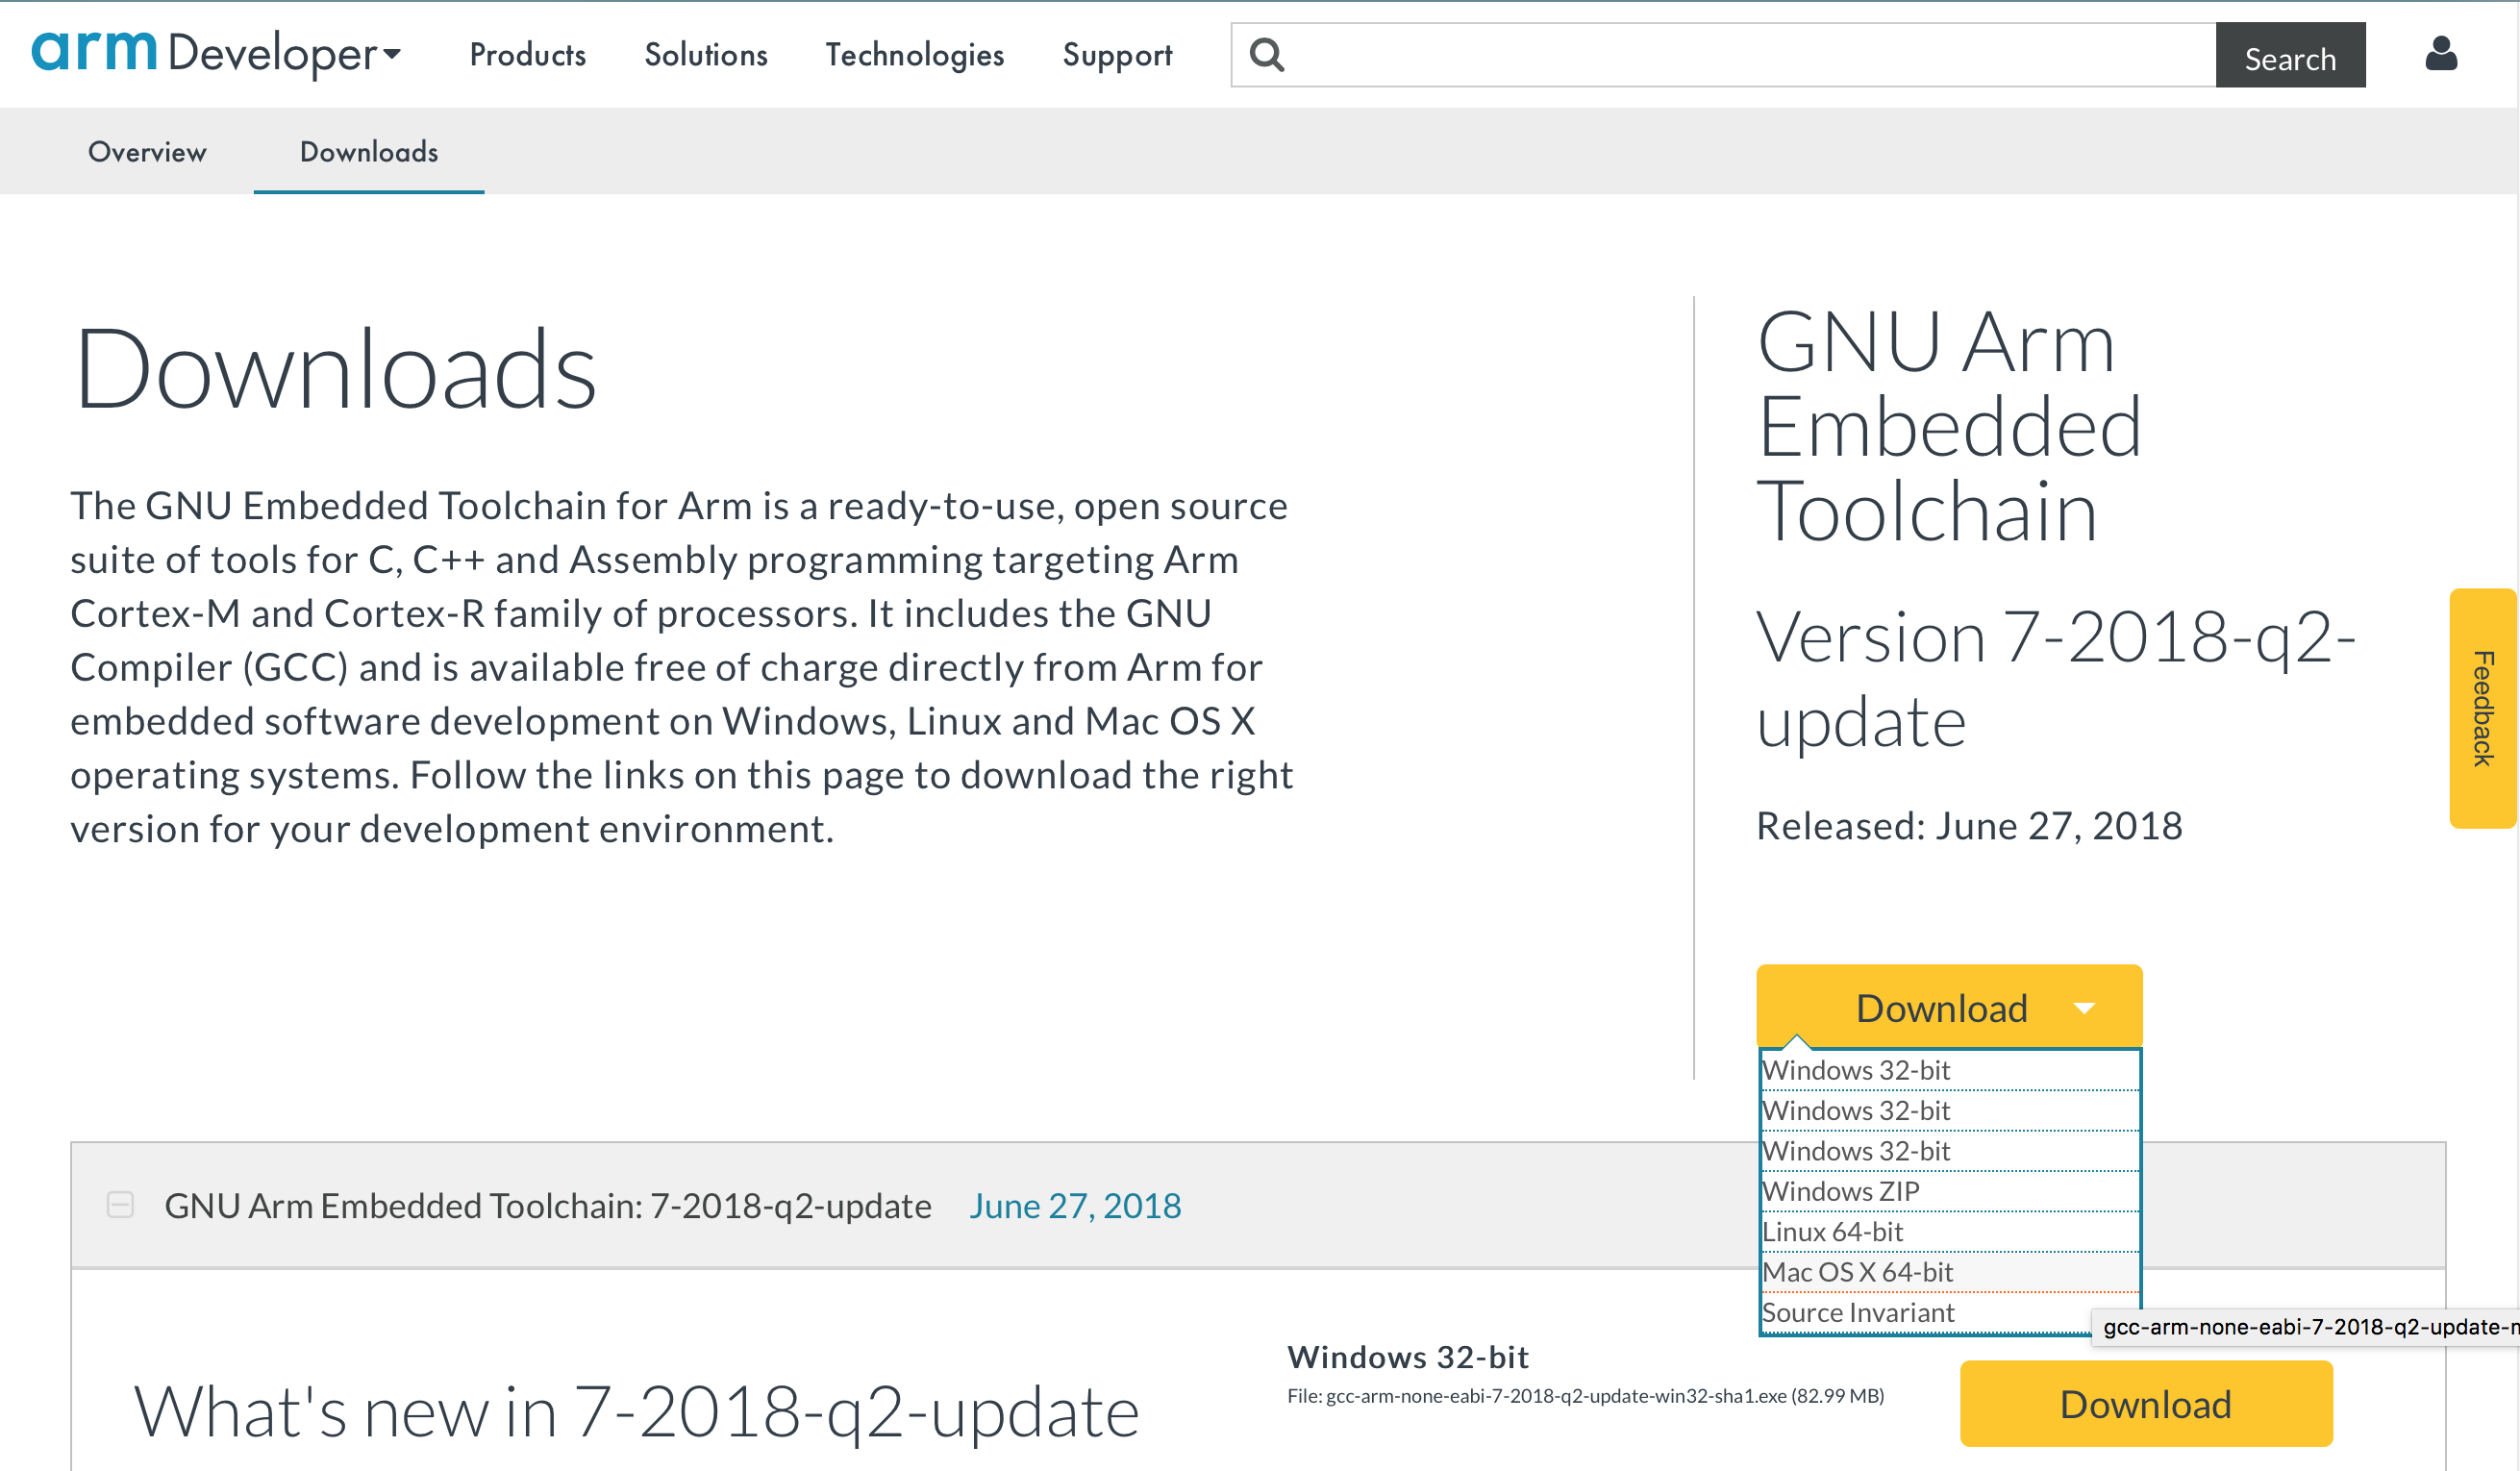 arm Developer
Products
Solutions
Technologies
Support
Search
Overview
Downloads
Downloads
The GNU Embedded Toolchain for Arm is a ready-to-use, open source
suite of tools for C, C++ and Assembly programming targeting Arm
Cortex-M and Cortex-R family of processors. It includes the GNU
Compiler (GCC) and is available free of charge directly from Arm for
embedded software development on Windows, Linux and Mac OS X
operating systems. Follow the links on this page to download the right
version for your development environment.
GNU Arm
Embedded
Toolchain
Version 7-2018-q2-
update
Released: June 27, 2018
Feedback
Download
Windows 32-bit
Windows 32-bit
Windows 32-bit
Windows ZIP
Linux 64-bit
Mac OS X 64-bit
Source Invariant
gcc-arm-none-eabi-7-2018-q2-update-
GNU Arm Embedded Toolchain: 7-2018-q2-update June 27, 2018
What's new in 7-2018-q2-update
Windows 32-bit
File: gcc-arm-none-eabi-7-2018-q2-update-win32-sha1.exe (82.99 MB)
Download